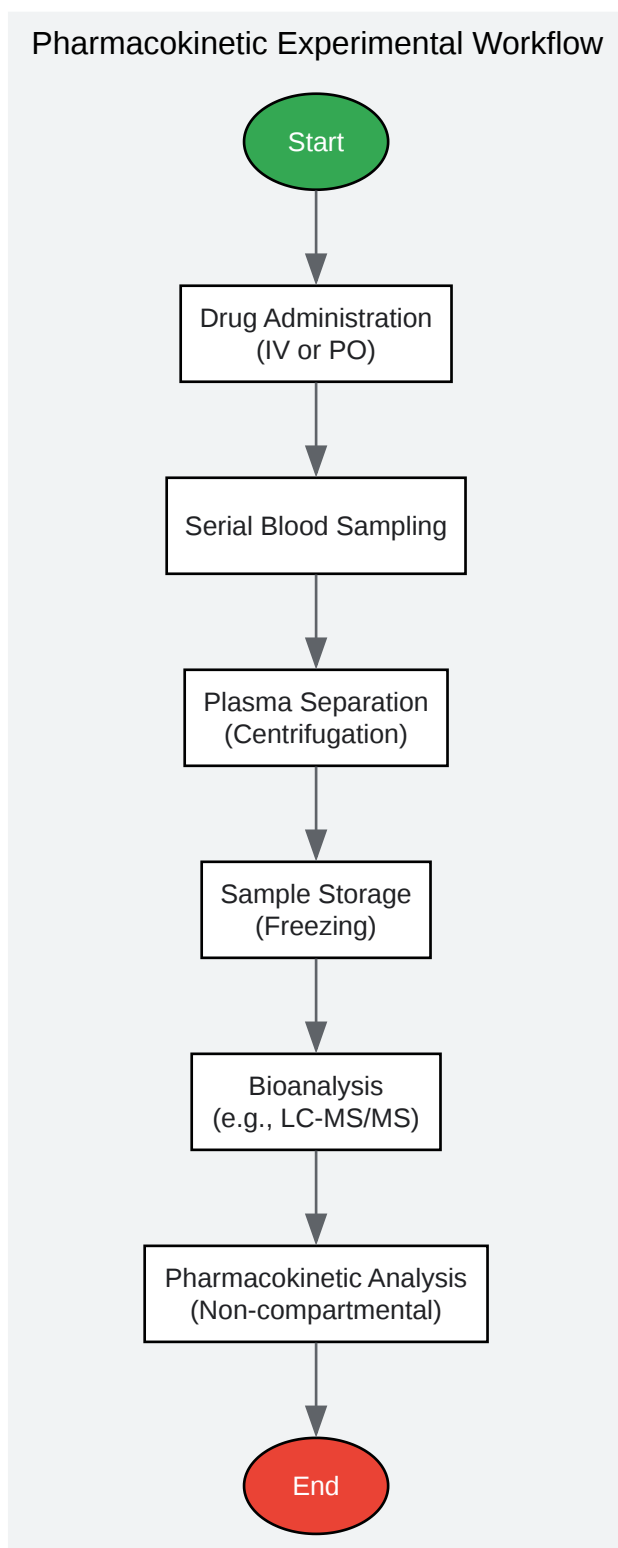 Pharmacokinetic Experimental Workflow
Start
Drug Administration
(IV or PO)
Serial Blood Sampling
Plasma Separation
(Centrifugation)
Sample Storage
(Freezing)
Bioanalysis
(e.g., LC-MS/MS)
Pharmacokinetic Analysis
(Non-compartmental)
End